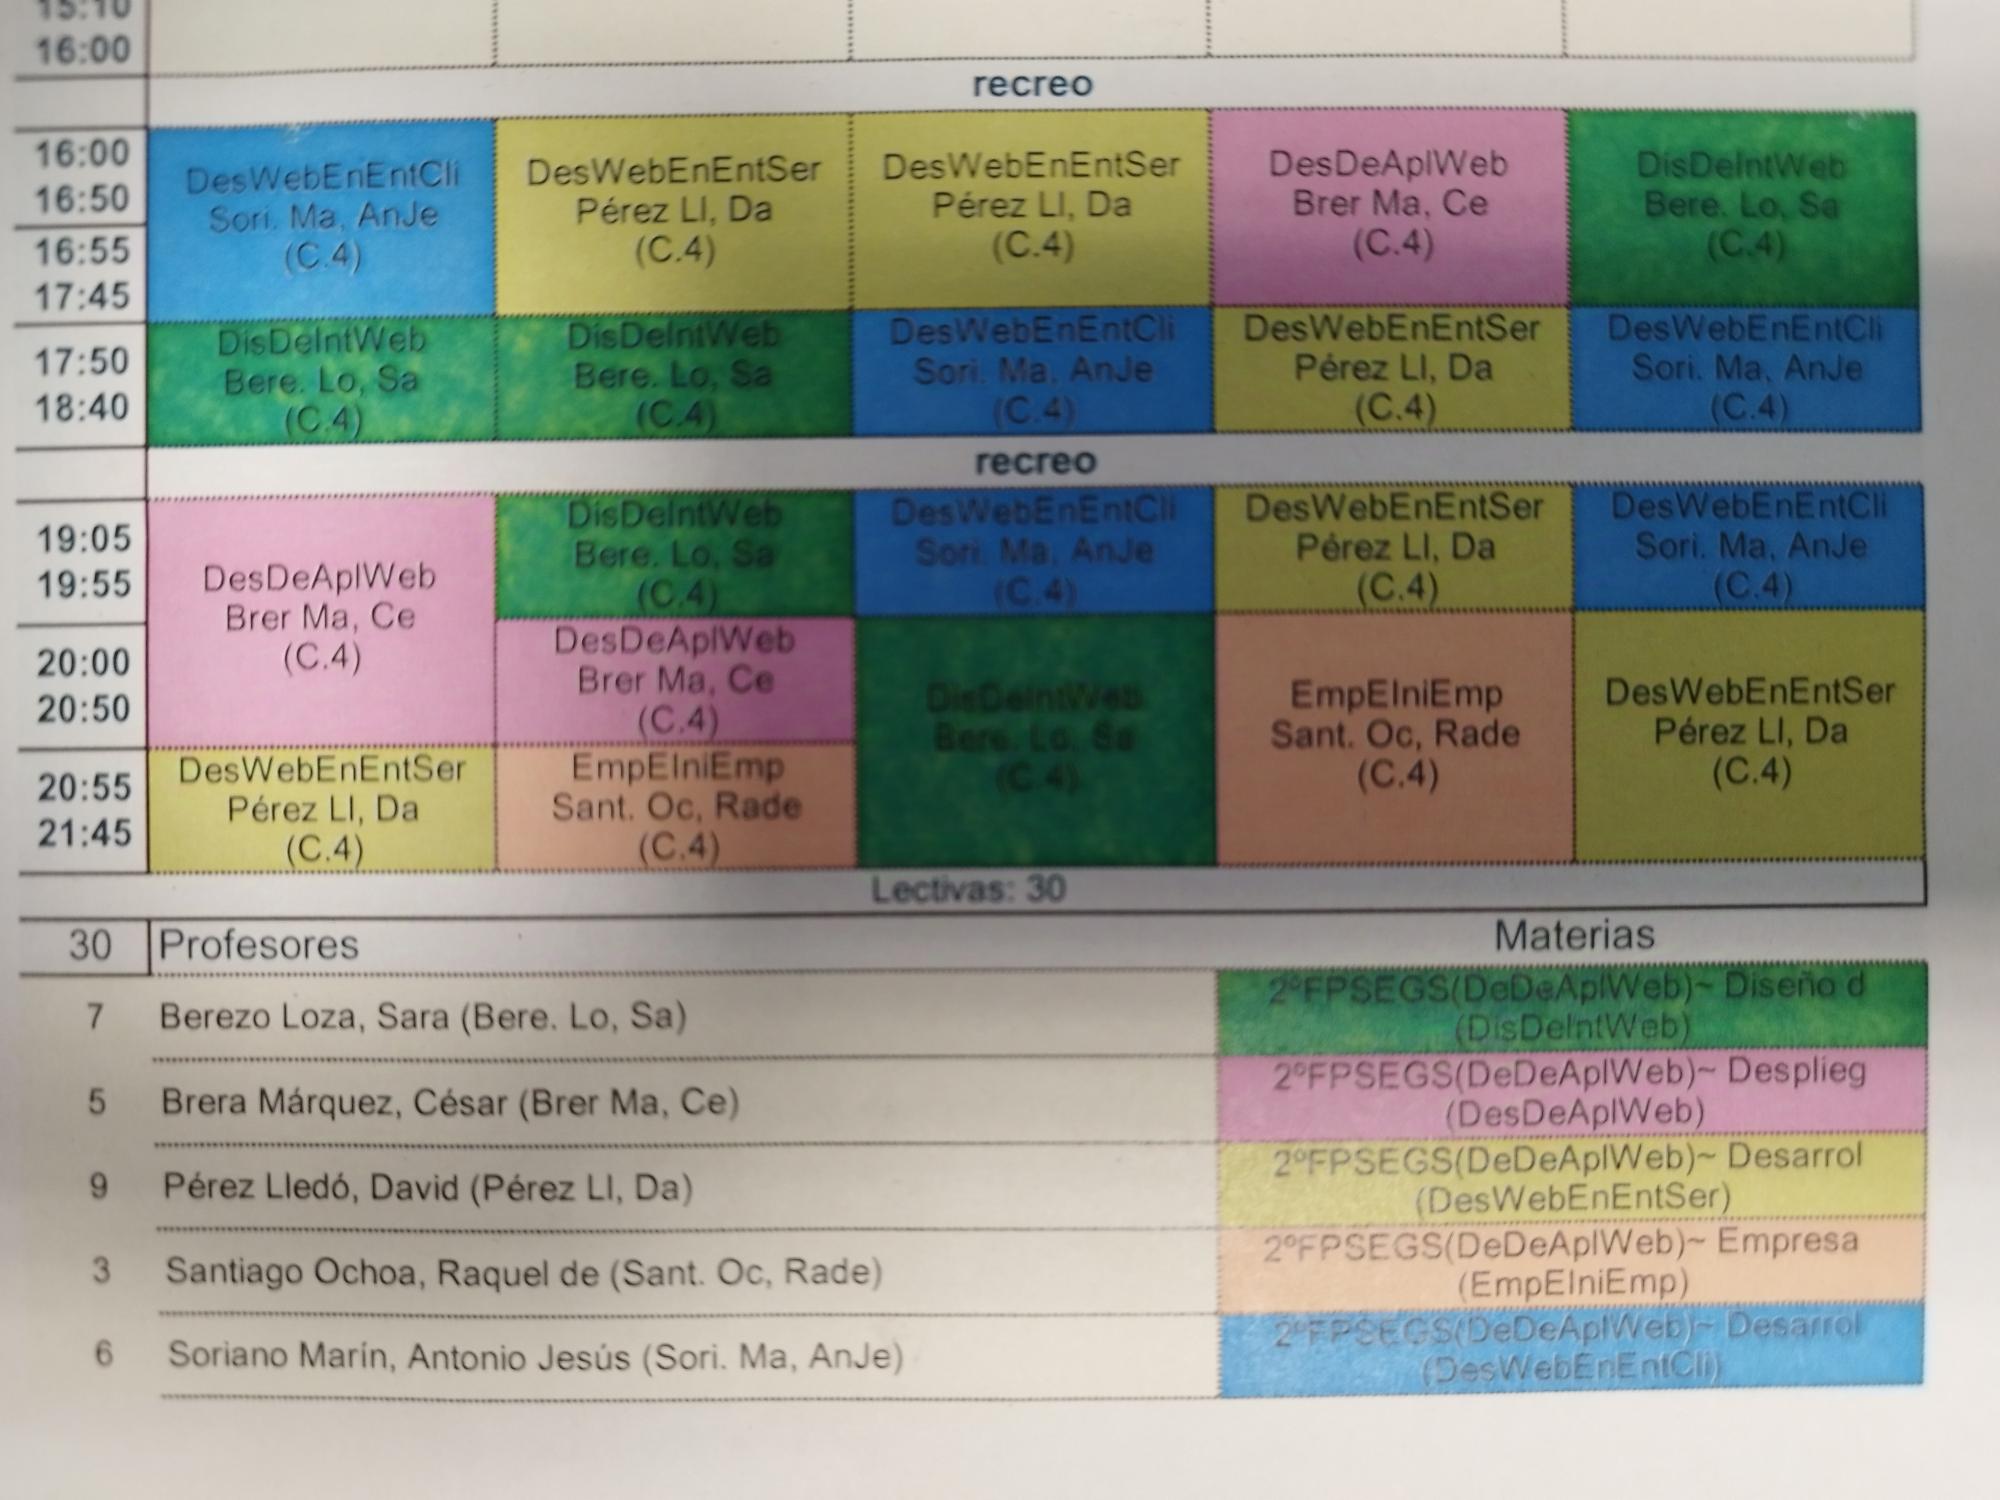 15:10
16:00
recreo
16:00
16:50
16:55
17:45
DesWebEnEntCli
Sori. Ma, AnJe
(C.4)
DesWebEnEntSer
Pérez Ll, Da
(C.4)
DesWebEnEntSer
Pérez Ll, Da
(C.4)
DesDeAplWeb
Brer Ma, Ce
(C.4)
DisDeIntWeb
Bere. Lo, Sa
(C.4)
17:50
18:40
DisDeIntWeb
Bere. Lo, Sa
(C.4)
DisDeIntWeb
Bere. Lo, Sa
(C.4)
DesWebEnEntCli
Sori. Ma, AnJe
(C.4)
DesWebEnEntSer
Pérez Ll, Da
(C.4)
DesWebEnEntCli
Sori. Ma, AnJe
(C.4)
recreo
19:05
19:55
DesDeAplWeb
Brer Ma, Ce
(C.4)
DisDeIntWeb
Bere. Lo, Sa
(C.4)
DesWebEnEntCli
Sori. Ma, AnJe
(C.4)
DesWebEnEntSer
Pérez Ll, Da
(C.4)
DesWebEnEntCli
Sori. Ma, AnJe
(C.4)
20:00
20:50
DesDeAplWeb
Brer Ma, Ce
(C.4)
DisDeIntWeb
Bere. Lo, Sa
(C.4)
EmpEIniEmp
Sant. Oc, Rade
(C.4)
DesWebEnEntSer
Pérez Ll, Da
(C.4)
20:55
21:45
DesWebEnEntSer
Pérez Ll, Da
(C.4)
EmpEIniEmp
Sant. Oc, Rade
(C.4)
Lectivas: 30
30 Profesores Materias
7 Berezo Loza, Sara (Bere. Lo, Sa)
2ºFPSEGS(DeDeAplWeb)~ Diseño d
(DisDeIntWeb)
5 Brera Márquez, César (Brer Ma, Ce)
2ºFPSEGS(DeDeAplWeb)~ Desplieg
(DesDeAplWeb)
9 Pérez Lledó, David (Pérez Ll, Da)
2ºFPSEGS(DeDeAplWeb)~ Desarrol
(DesWebEnEntSer)
3 Santiago Ochoa, Raquel de (Sant. Oc, Rade)
2ºFPSEGS(DeDeAplWeb)~ Empresa
(EmpEIniEmp)
6 Soriano Marín, Antonio Jesús (Sori. Ma, AnJe)
2ºFPSEGS(DeDeAplWeb)~ Desarrol
(DesWebEnEntCli)